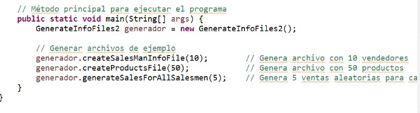 // Método principal para ejecutar el programa
public static void main(String[] args) {
GenerateInfoFiles2 generador = new GenerateInfoFiles2();
// Generar archivos de ejemplo
generador.createSalesManInfoFile(10); // Genera archivo con 10 vendedores
generador.createProductsFile(50); // Genera archivo con 50 productos
generador.generateSalesForAllSalesmen(5); // Genera 5 ventas aleatorias para ca
}
}